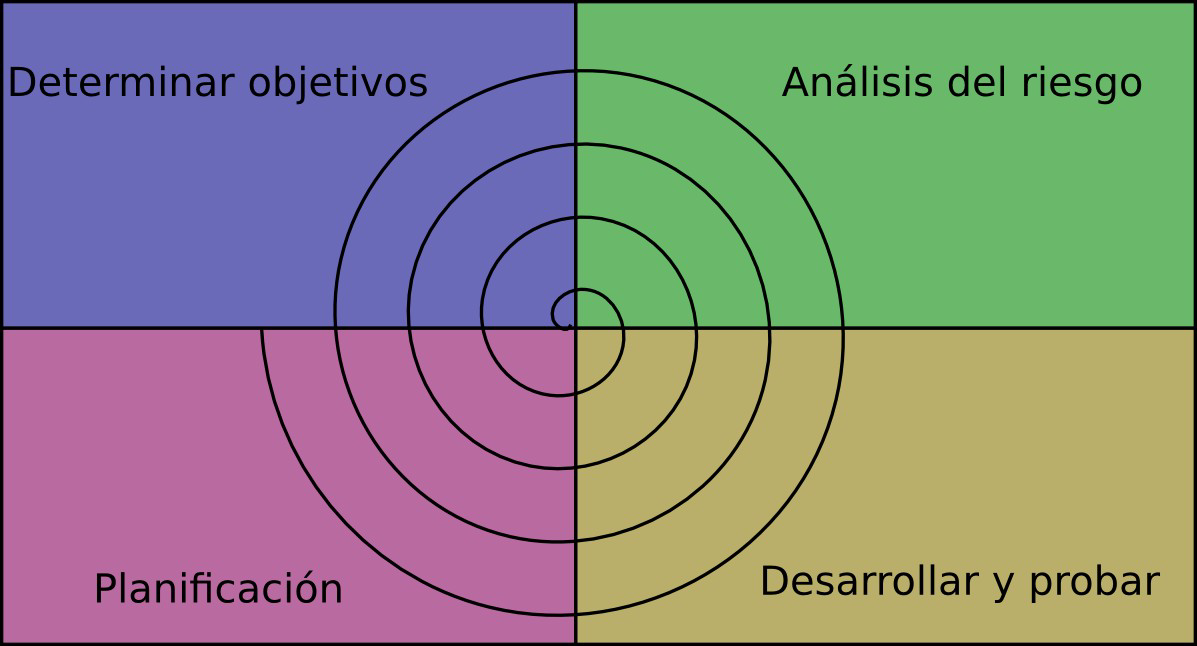 Determinar objetivos
Análisis del riesgo
Planificación
Desarrollar y probar